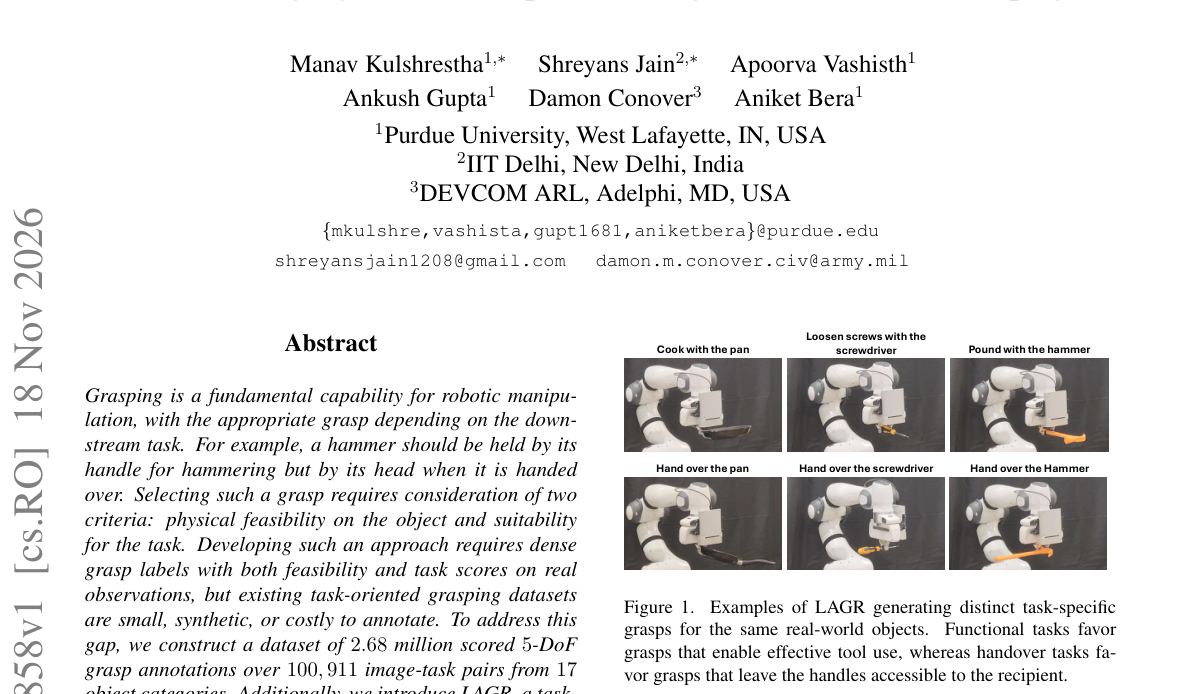 Manav Kulshrestha1,* Shreyans Jain2,* Apoorva Vashisth1
Ankush Gupta1 Damon Conover3 Aniket Bera1
1Purdue University, West Lafayette, IN, USA
2IIT Delhi, New Delhi, India
3DEVCOM ARL, Adelphi, MD, USA
{mkulshre,vashista,gupt1681,aniketbera}@purdue.edu
shreyansjain1208@gmail.com damon.m.conover.civ@army.mil
858v1 [cs.RO] 18 Nov 2026
Abstract
Grasping is a fundamental capability for robotic manipu-
lation, with the appropriate grasp depending on the down-
stream task. For example, a hammer should be held by its
handle for hammering but by its head when it is handed
over. Selecting such a grasp requires consideration of two
criteria: physical feasibility on the object and suitability
for the task. Developing such an approach requires dense
grasp labels with both feasibility and task scores on real
observations, but existing task-oriented grasping datasets
are small, synthetic, or costly to annotate. To address this
gap, we construct a dataset of 2.68 million scored 5-DoF
grasp annotations over 100,911 image-task pairs from 17
object categories. Additionally, we introduce LAGR, a task-
Cook with the pan
Loosen screws with the
screwdriver
Pound with the hammer
Hand over the pan
Hand over the screwdriver
Hand over the Hammer
Figure 1. Examples of LAGR generating distinct task-specific
grasps for the same real-world objects. Functional tasks favor
grasps that enable effective tool use, whereas handover tasks fa-
vor grasps that leave the handles accessible to the recipient.